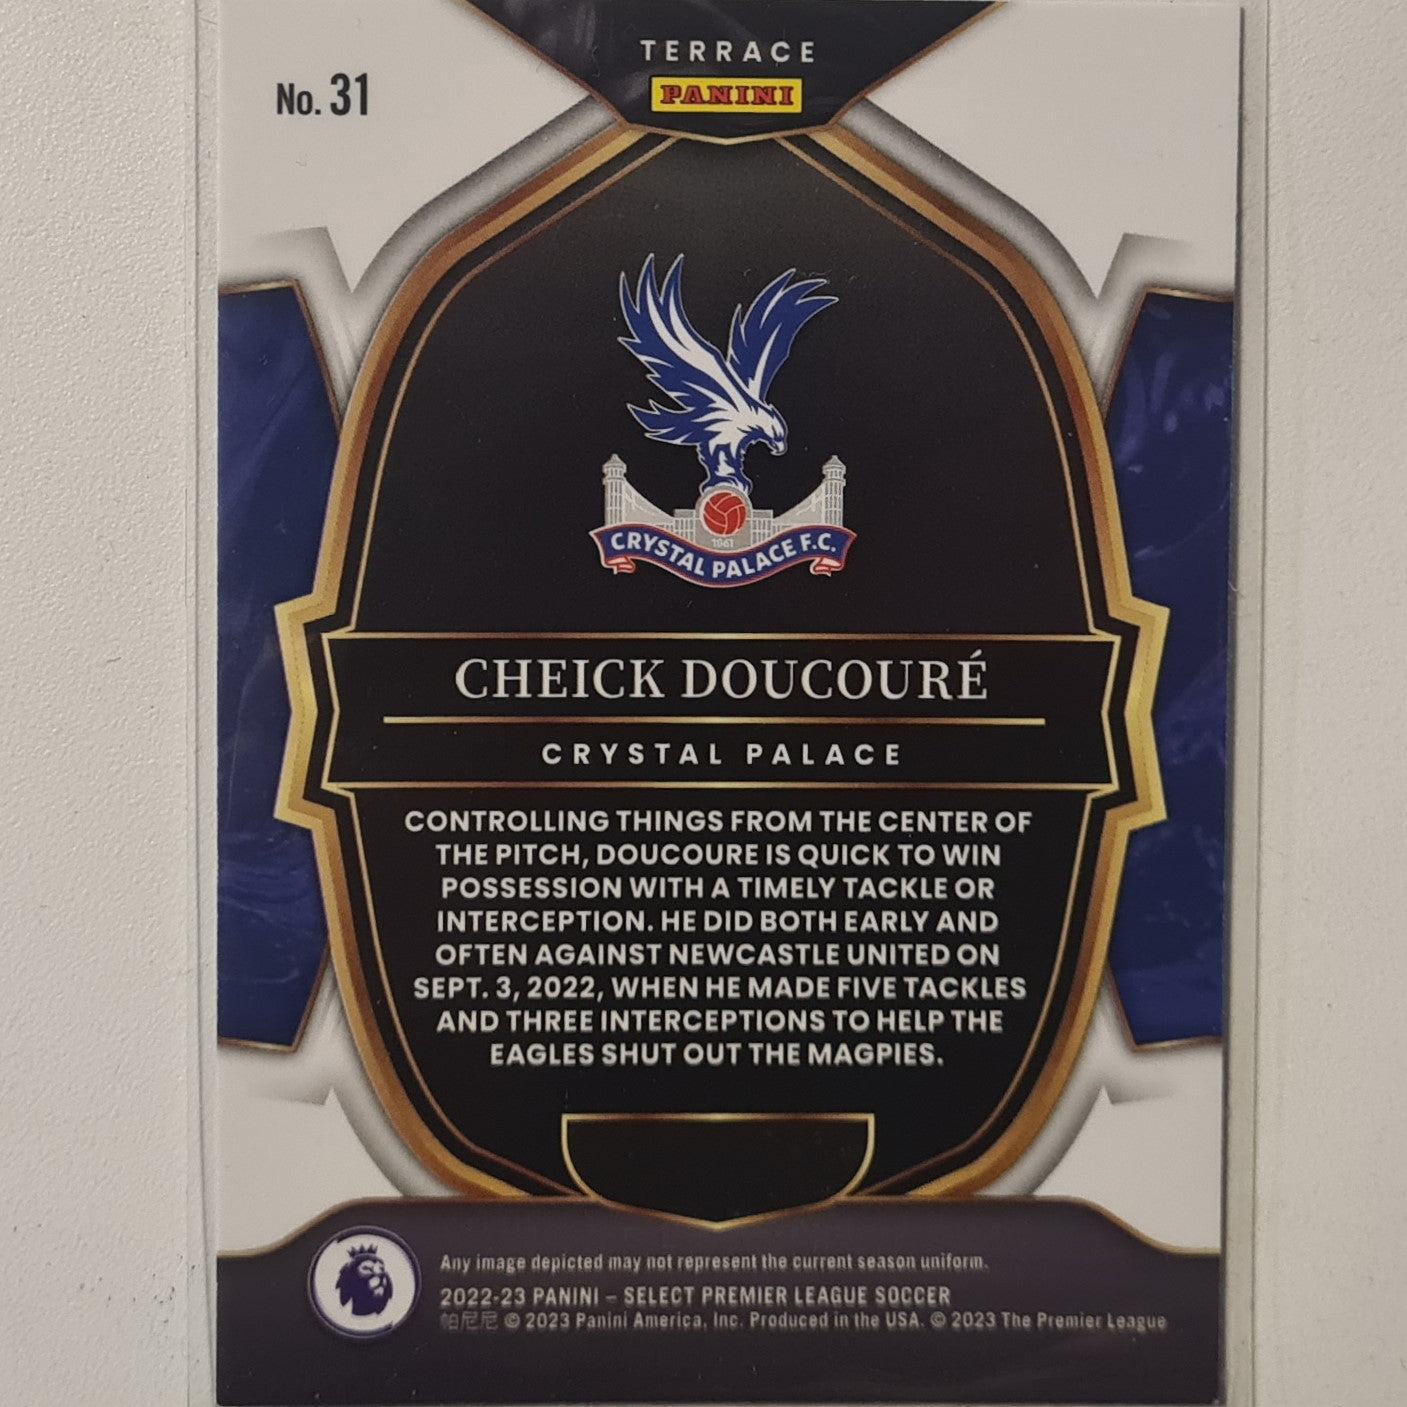 TERRACE
PANINI
No. 31
1861
CRYSTAL PALACE F.C.
CHEICK DOUCOURÉ
CRYSTAL PALACE
CONTROLLING THINGS FROM THE CENTER OF
THE PITCH, DOUCOURE IS QUICK TO WIN
POSSESSION WITH A TIMELY TACKLE OR
INTERCEPTION. HE DID BOTH EARLY AND
OFTEN AGAINST NEWCASTLE UNITED ON
SEPT. 3, 2022, WHEN HE MADE FIVE TACKLES
AND THREE INTERCEPTIONS TO HELP THE
EAGLES SHUT OUT THE MAGPIES.
Any image depicted may not represent the current season uniform.
2022-23 PANINI – SELECT PREMIER LEAGUE SOCCER
帕尼尼 © 2023 Panini America, Inc. Produced in the USA. © 2023 The Premier League